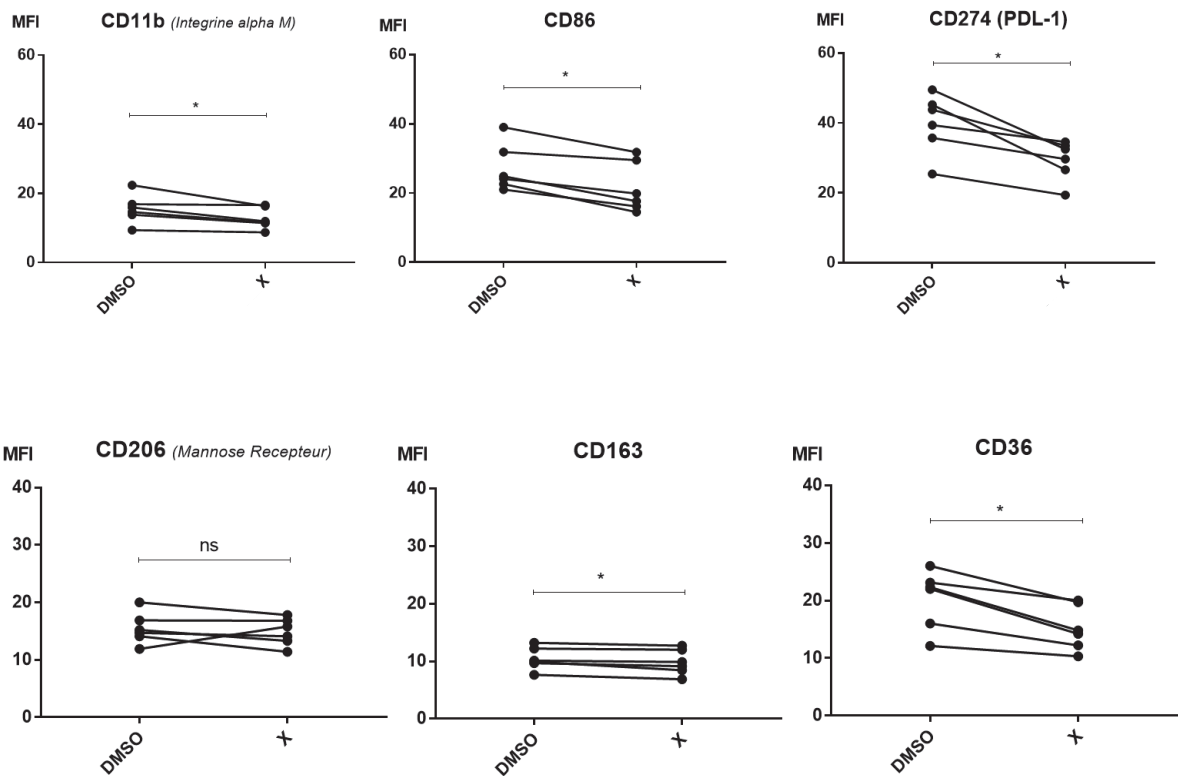 MFI
CD11b (Integrine alpha M)
60
40
20
0
*
DMSO
X
MFI
CD86
60
40
20
0
*
DMSO
X
MFI
CD274 (PDL-1)
60
40
20
0
*
DMSO
X
MFI
CD206 (Mannose Recepteur)
40
30
20
10
0
ns
DMSO
X
MFI
CD163
40
30
20
10
0
*
DMSO
X
MFI
CD36
40
30
20
10
0
*
DMSO
X